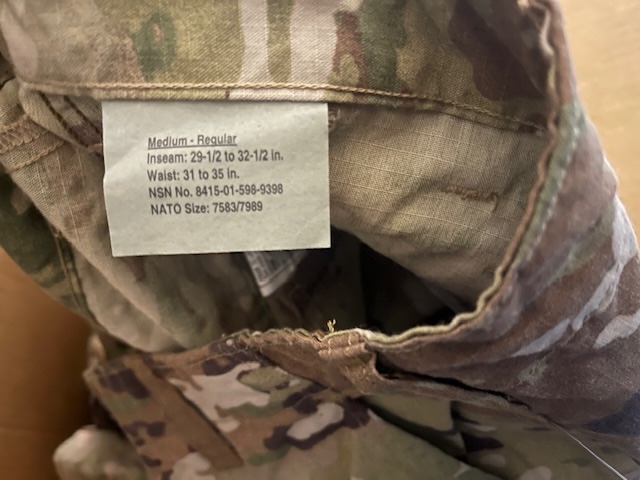 Medium - Regular
Inseam: 29-1/2 to 32-1/2 in.
Waist: 31 to 35 in.
NSN No. 8415-01-598-9398
NATO Size: 7583/7989